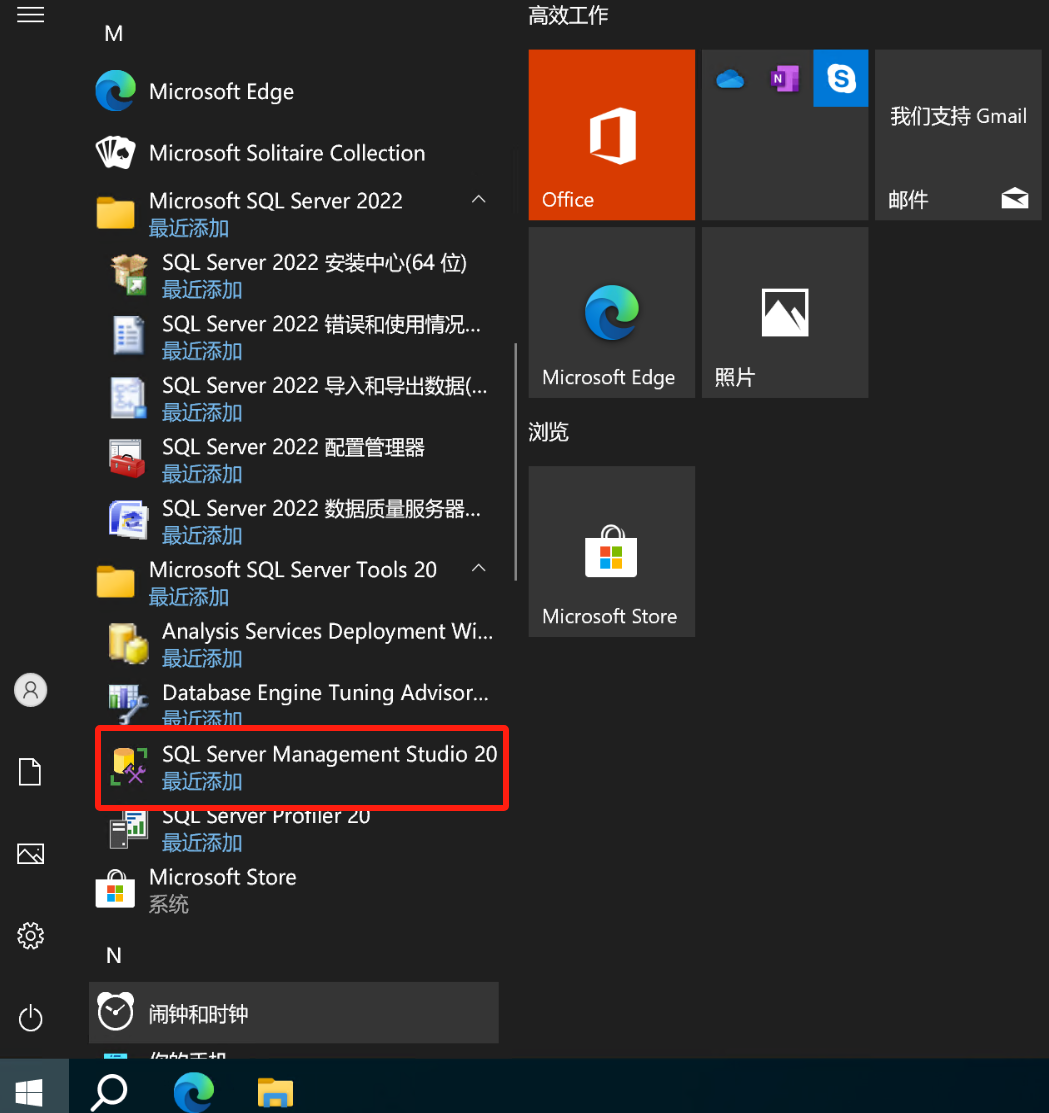 M
Microsoft Edge
Microsoft Solitaire Collection
Microsoft SQL Server 2022
最近添加
SQL Server 2022 安装中心(64 位)
最近添加
SQL Server 2022 错误和使用情况...
最近添加
SQL Server 2022 导入和导出数据(...
最近添加
SQL Server 2022 配置管理器
最近添加
SQL Server 2022 数据质量服务器...
最近添加
Microsoft SQL Server Tools 20
最近添加
Analysis Services Deployment Wi...
最近添加
Database Engine Tuning Advisor...
最近添加
SQL Server Management Studio 20
最近添加
SQL Server Profiler 20
最近添加
Microsoft Store
系统
N
闹钟和时钟
你的手机
高效工作
Office
N
S
我们支持 Gmail
邮件
Microsoft Edge
照片
浏览
Microsoft Store